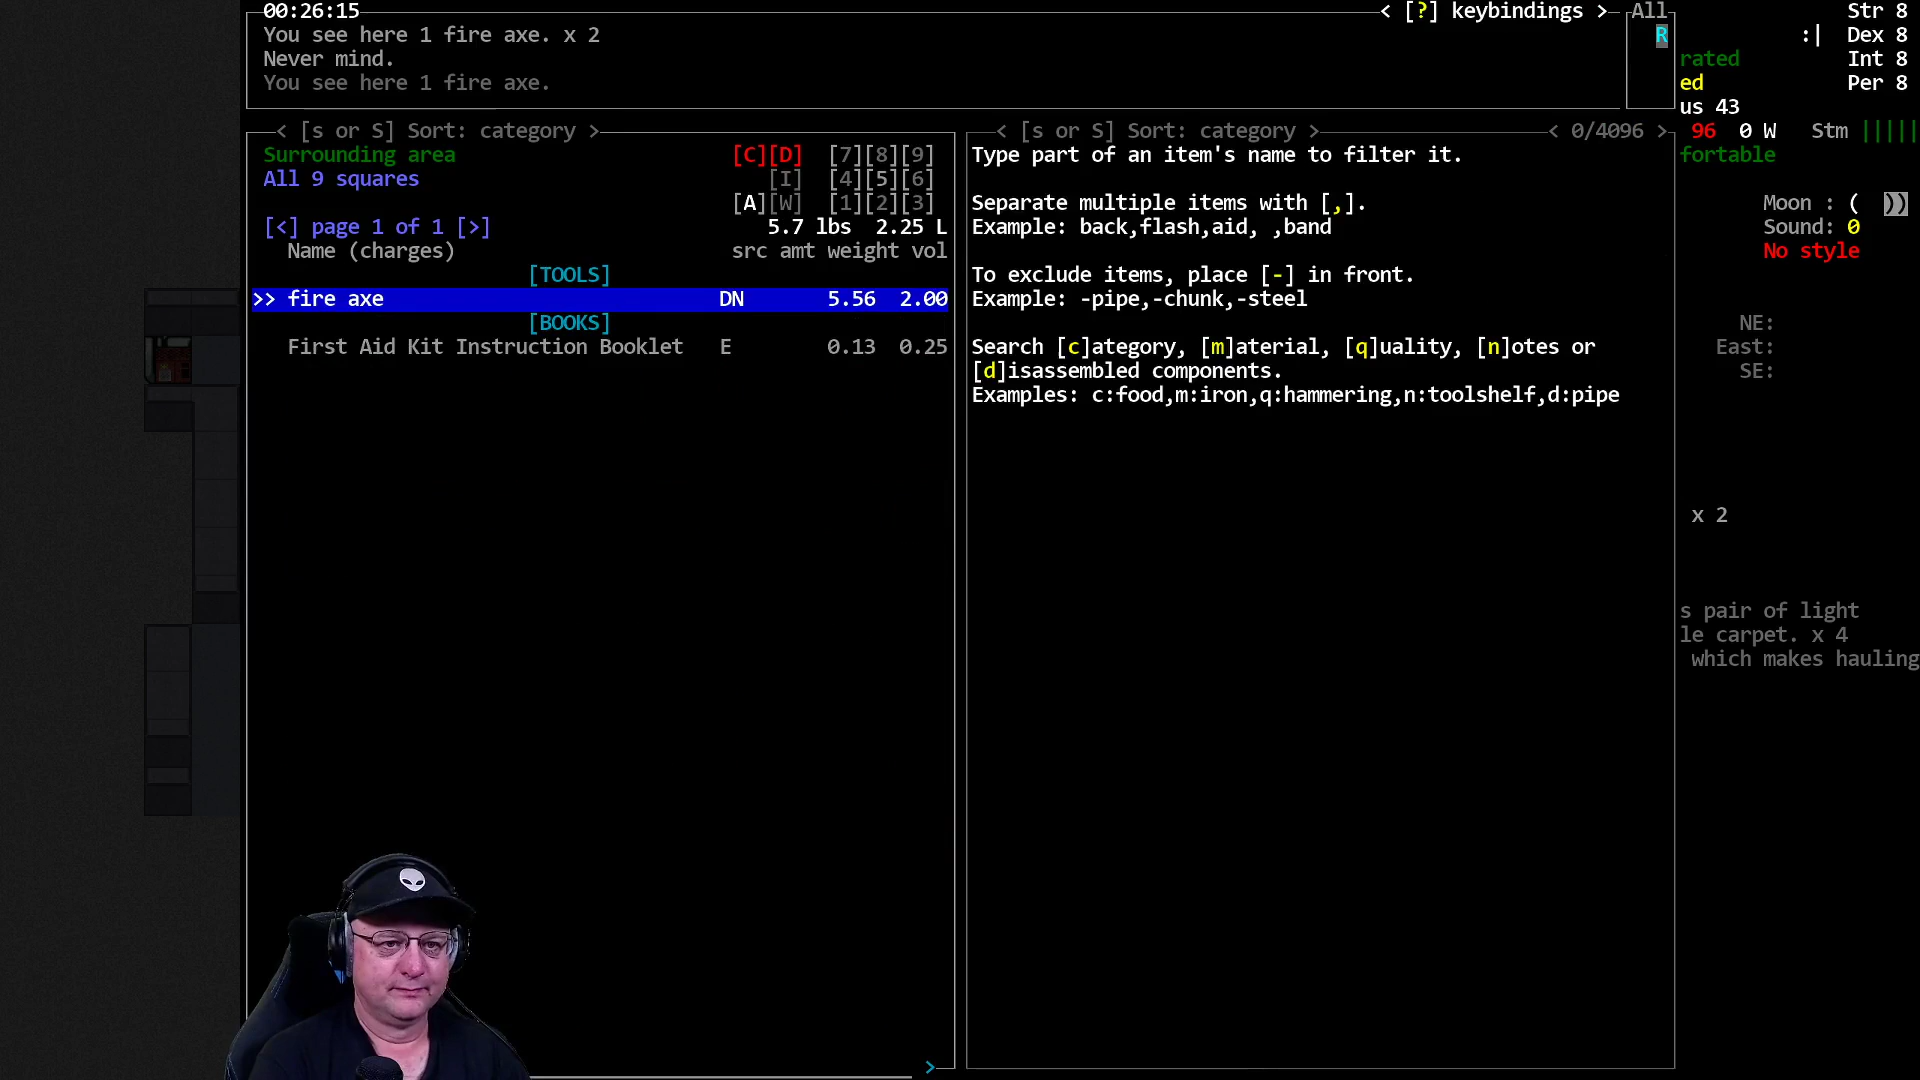 00:26:15
< [?] keybindings >
All
Str 8
You see here 1 fire axe. x 2
R
:|
Dex 8
Never mind.
rated
Int 8
You see here 1 fire axe.
ed
Per 8
us 43
< [s or S] Sort: category >
< [s or S] Sort: category >
< 0/4096 >
96 0 W Stm |||||
Surrounding area
[C][D] [7][8][9]
Type part of an item's name to filter it.
fortable
All 9 squares
[I] [4][5][6]
[A][W] [1][2][3]
Separate multiple items with [,].
Moon : ( ))
[<] page 1 of 1 [>]
5.7 lbs 2.25 L
Example: back,flash,aid, ,band
Sound: 0
Name (charges)
src amt weight vol
No style
[TOOLS]
To exclude items, place [-] in front.
>> fire axe DN 5.56 2.00
Example: -pipe,-chunk,-steel
[BOOKS]
NE:
First Aid Kit Instruction Booklet E 0.13 0.25
Search [c]ategory, [m]aterial, [q]uality, [n]otes or
East:
[d]isassembled components.
SE:
Examples: c:food,m:iron,q:hammering,n:toolshelf,d:pipe
x 2
s pair of light
le carpet. x 4
which makes hauling
>